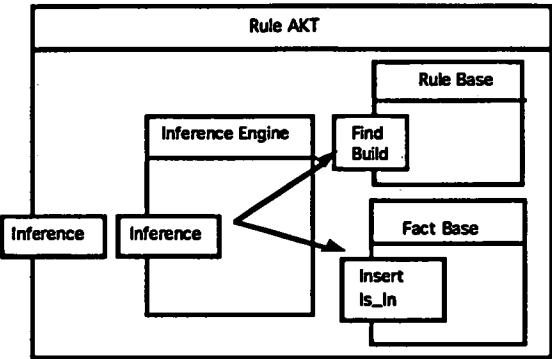 Rule AKT
Rule Base
Inference Engine
Find
Build
Inference
Inference
Fact Base
Insert
Is_In